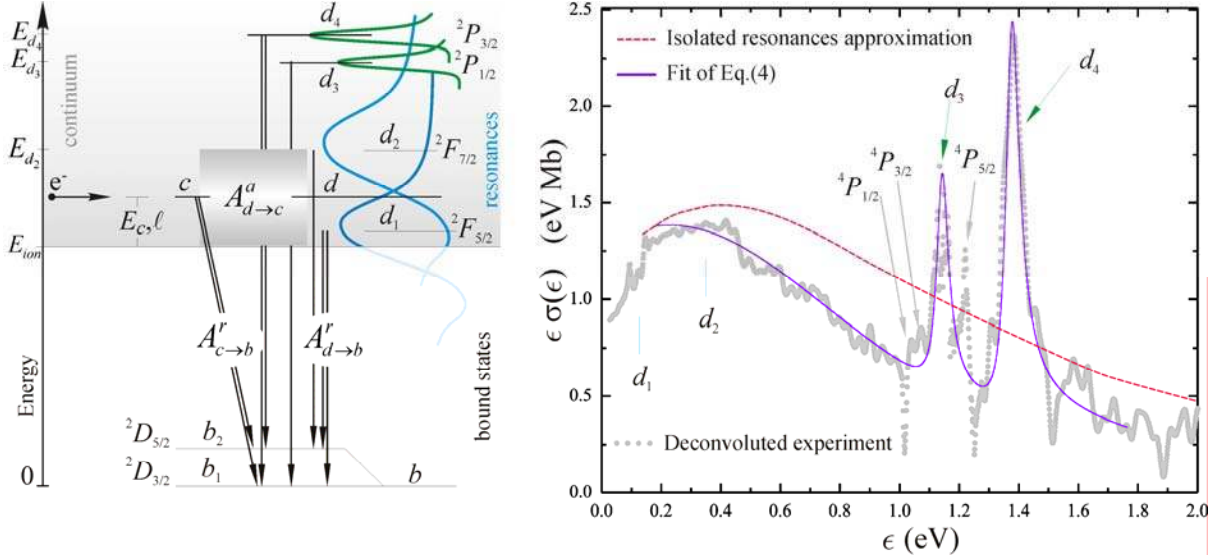 E_{d_4}
E_{d_3}
E_{d_2}
E_{ion}
Energy
0
continuum
e⁻
c
E_c,ℓ
A^a_{d→c}
A^r_{c→b}
A^r_{d→b}
d_4
d_3
d_2
d
d_1
²P_{3/2}
²P_{1/2}
²F_{7/2}
²F_{5/2}
resonances
bound states
²D_{5/2}
b_2
²D_{3/2}
b_1
b
ϵ σ(ϵ) (eV Mb)
2.5
2.0
1.5
1.0
0.5
0.0
Isolated resonances approximation
Fit of Eq.(4)
d_3
d_4
⁴P_{1/2}
⁴P_{3/2}
⁴P_{5/2}
d_2
d_1
Deconvoluted experiment
0.0 0.2 0.4 0.6 0.8 1.0 1.2 1.4 1.6 1.8 2.0
ϵ (eV)